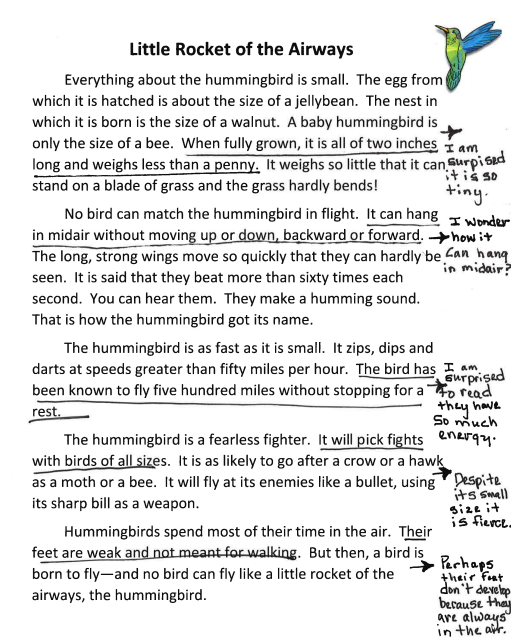 Little Rocket of the Airways
Everything about the hummingbird is small. The egg from
which it is hatched is about the size of a jellybean. The nest in
which it is born is the size of a walnut. A baby hummingbird is
only the size of a bee. When fully grown, it is all of two inches
long and weighs less than a penny. It weighs so little that it can
stand on a blade of grass and the grass hardly bends!
I am
surprised
it is so
tiny.
No bird can match the hummingbird in flight. It can hang
in midair without moving up or down, backward or forward.
The long, strong wings move so quickly that they can hardly be
seen. It is said that they beat more than sixty times each
second. You can hear them. They make a humming sound.
That is how the hummingbird got its name.
I wonder
how it
can hang
in midair?
The hummingbird is as fast as it is small. It zips, dips and
darts at speeds greater than fifty miles per hour. The bird has
been known to fly five hundred miles without stopping for a
rest.
I am
surprised
to read
they have
so much
energy.
The hummingbird is a fearless fighter. It will pick fights
with birds of all sizes. It is as likely to go after a crow or a hawk
as a moth or a bee. It will fly at its enemies like a bullet, using
its sharp bill as a weapon.
Despite
its small
size it
is fierce.
Hummingbirds spend most of their time in the air. Their
feet are weak and not meant for walking. But then, a bird is
born to fly—and no bird can fly like a little rocket of the
airways, the hummingbird.
Perhaps
their feet
don't develop
because they
are always
in the air.